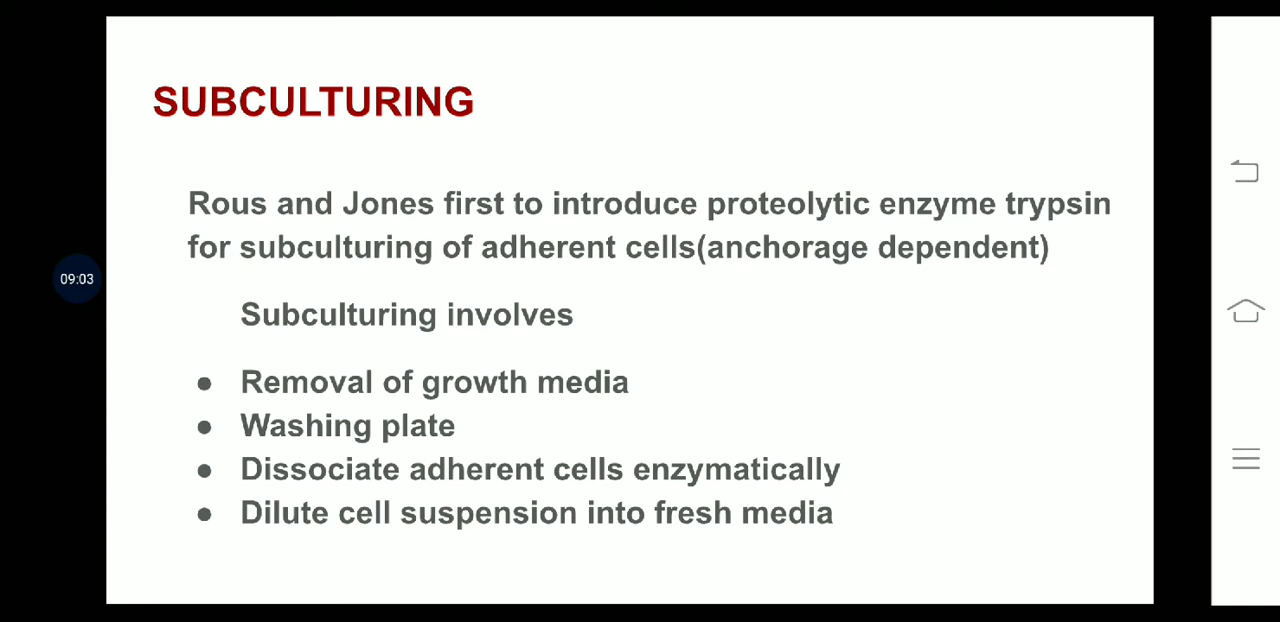 SUBCULTURING
Rous and Jones first to introduce proteolytic enzyme trypsin
for subculturing of adherent cells(anchorage dependent)
09:03
Subculturing involves
● Removal of growth media
● Washing plate
● Dissociate adherent cells enzymatically
● Dilute cell suspension into fresh media